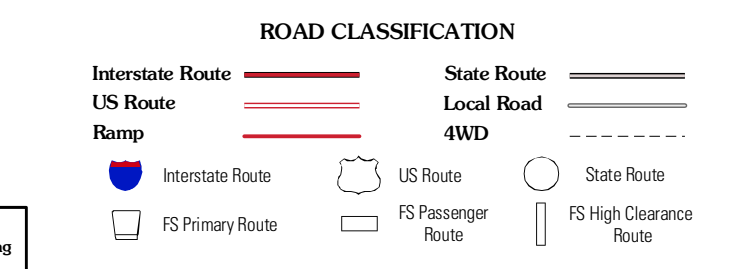 ROAD CLASSIFICATION
Interstate Route
State Route
US Route
Local Road
Ramp
4WD
Interstate Route
US Route
State Route
FS Primary Route
FS Passenger
Route
FS High Clearance
Route